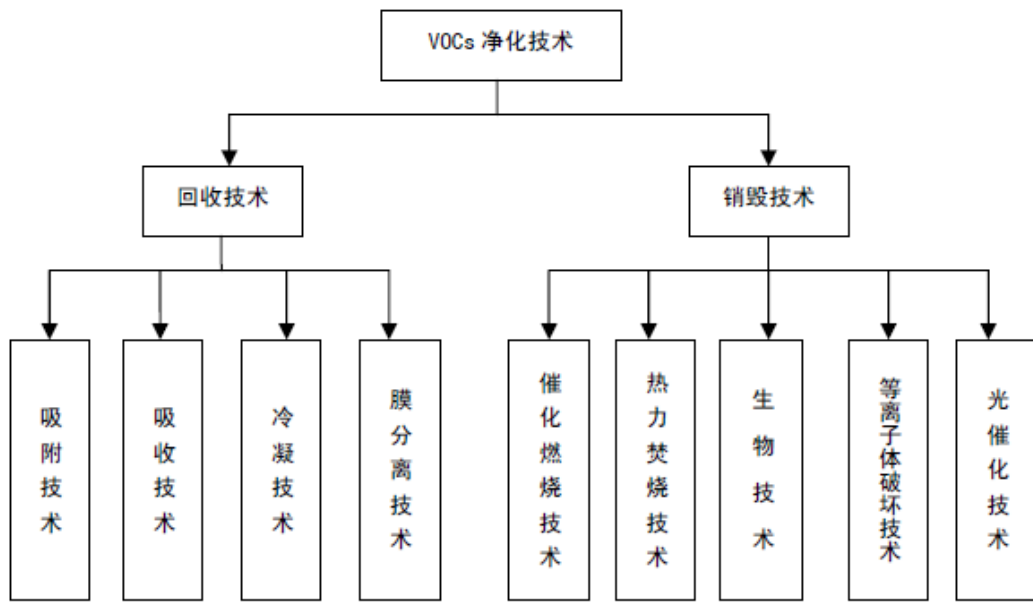 VOCs 净化技术
回收技术
销毁技术
吸附技术
吸收技术
冷凝技术
膜分离技术
催化燃烧技术
热力焚烧技术
生物技术
等离子体破坏技术
光催化技术